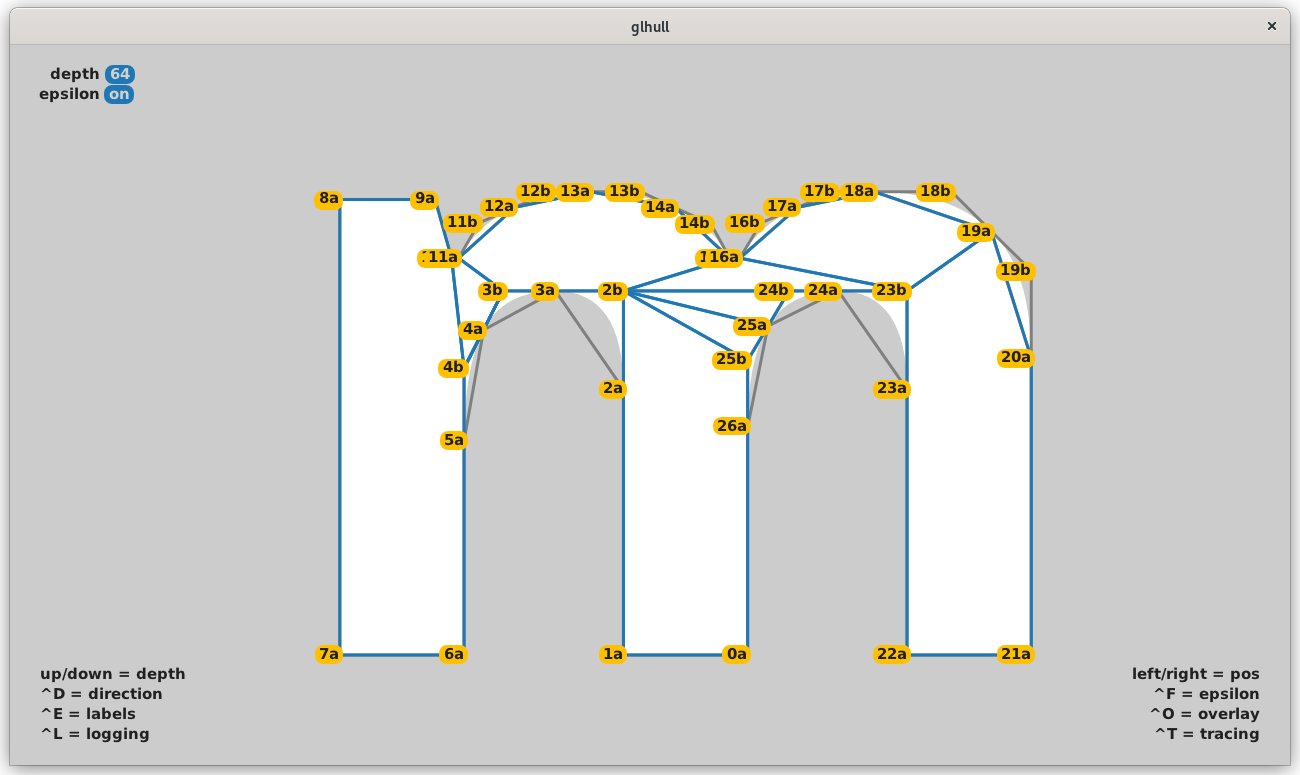 glhull
×
depth 64
epsilon on
8a 9a 12b 13a 13b 17b 18a 18b
12a 14a 17a
11b 14b 16b 19a
11a 16a
19b
3b 3a 2b 24b 24a 23b
4a 25a
4b 25b 20a
2a 23a
5a 26a
7a 6a 1a 0a 22a 21a
up/down = depth
^D = direction
^E = labels
^L = logging
left/right = pos
^F = epsilon
^O = overlay
^T = tracing